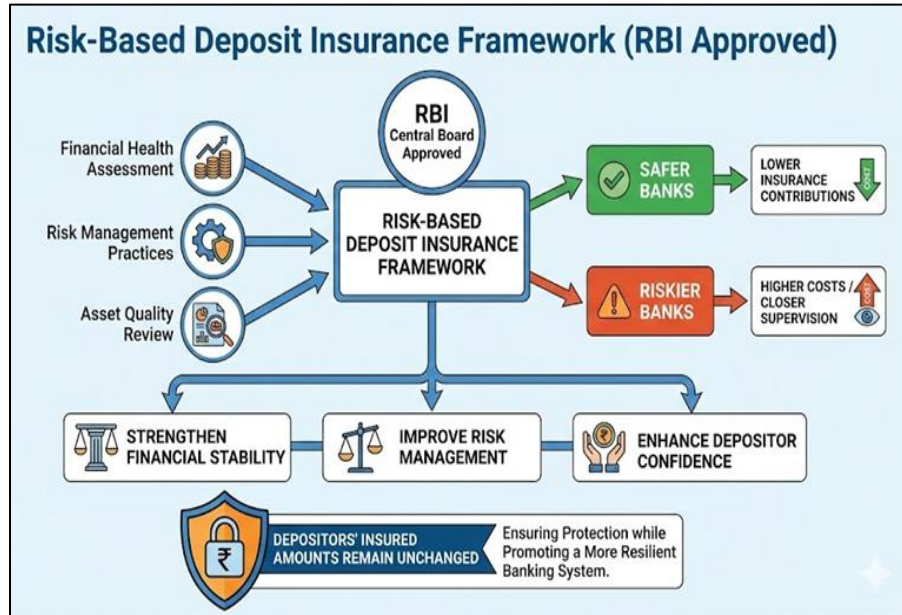 Risk-Based Deposit Insurance Framework (RBI Approved)
RBI
Central Board
Approved
Financial Health
Assessment
Risk Management
Practices
Asset Quality
Review
RISK-BASED
DEPOSIT INSURANCE
FRAMEWORK
SAFER
BANKS
LOWER
INSURANCE
CONTRIBUTIONS
COST
RISKIER
BANKS
HIGHER COSTS /
CLOSER
SUPERVISION
COST
STRENGTHEN
FINANCIAL STABILITY
IMPROVE RISK
MANAGEMENT
₹
ENHANCE DEPOSITOR
CONFIDENCE
₹
DEPOSITORS' INSURED
AMOUNTS REMAIN UNCHANGED
Ensuring Protection while
Promoting a More Resilient
Banking System.